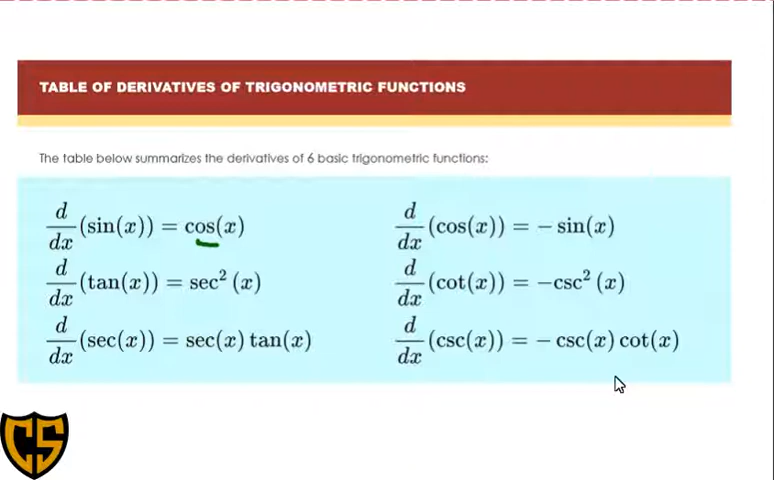 TABLE OF DERIVATIVES OF TRIGONOMETRIC FUNCTIONS
The table below summarizes the derivatives of 6 basic trigonometric functions:
d/dx (sin(x)) = cos(x)
d/dx (cos(x)) = − sin(x)
d/dx (tan(x)) = sec² (x)
d/dx (cot(x)) = −csc² (x)
d/dx (sec(x)) = sec(x) tan(x)
d/dx (csc(x)) = − csc(x) cot(x)
CS